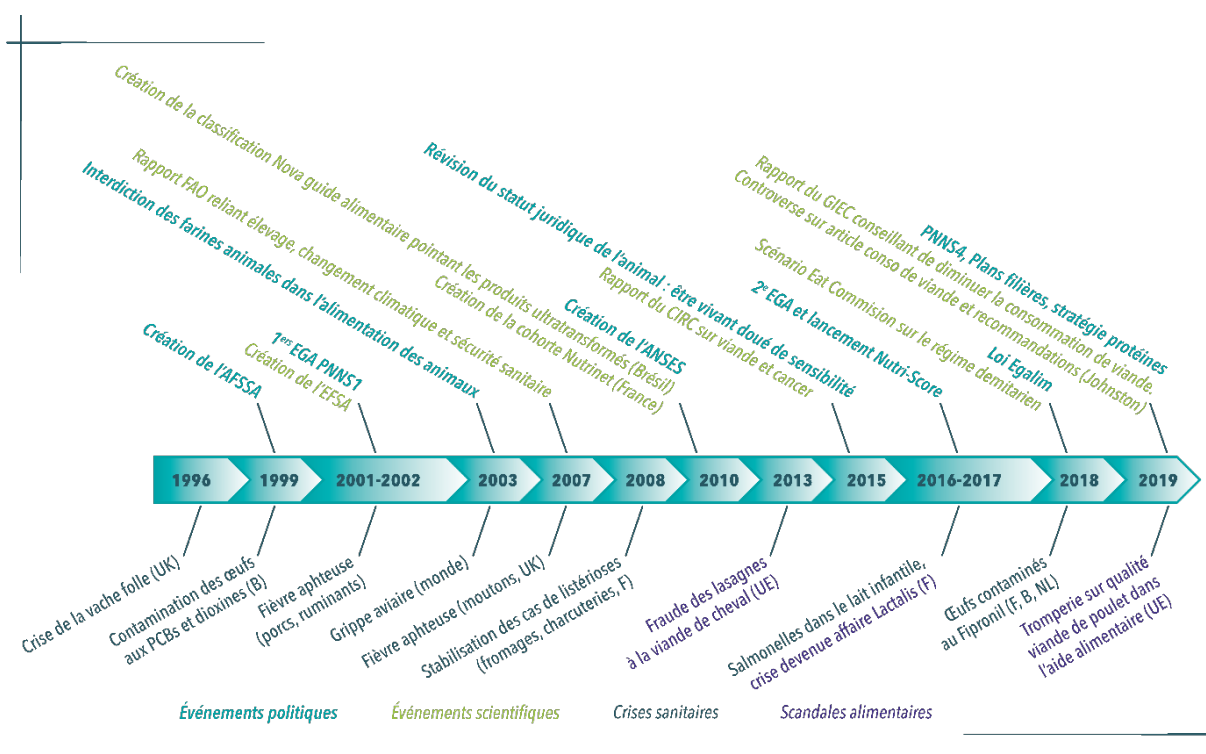 Création de la classification Nova guide alimentaire pointant les produits ultratransformés (Brésil)
Rapport FAO reliant élevage, changement climatique et sécurité sanitaire
Interdiction des farines animales dans l'alimentation des animaux
Création de l'AFSSA
1ers EGA PNNS1
Création de l'EFSA
Création de la cohorte Nutrinet (France)
Création de l'ANSES
Révision du statut juridique de l'animal : être vivant doué de sensibilité
Rapport du CIRC sur viande et cancer
2e EGA et lancement Nutri-Score
Scénario Eat Commision sur le régime demitarien
Loi Egalim
Rapport du GIEC conseillant de diminuer la consommation de viande.
Controverse sur article conso de viande et recommandations (Johnston)
PNNS4, Plans filières, stratégie protéines
1996
1999
2001-2002
2003
2007
2008
2010
2013
2015
2016-2017
2018
2019
Crise de la vache folle (UK)
Contamination des œufs
aux PCBs et dioxines (B)
Fièvre aphteuse
(porcs, ruminants)
Grippe aviaire (monde)
Fièvre aphteuse (moutons, UK)
Stabilisation des cas de listérioses
(fromages, charcuteries, F)
Fraude des lasagnes
à la viande de cheval (UE)
Salmonelles dans le lait infantile,
crise devenue affaire Lactalis (F)
Œufs contaminés
au Fipronil (F, B, NL)
Tromperie sur qualité
viande de poulet dans
l'aide alimentaire (UE)
Événements politiques
Événements scientifiques
Crises sanitaires
Scandales alimentaires